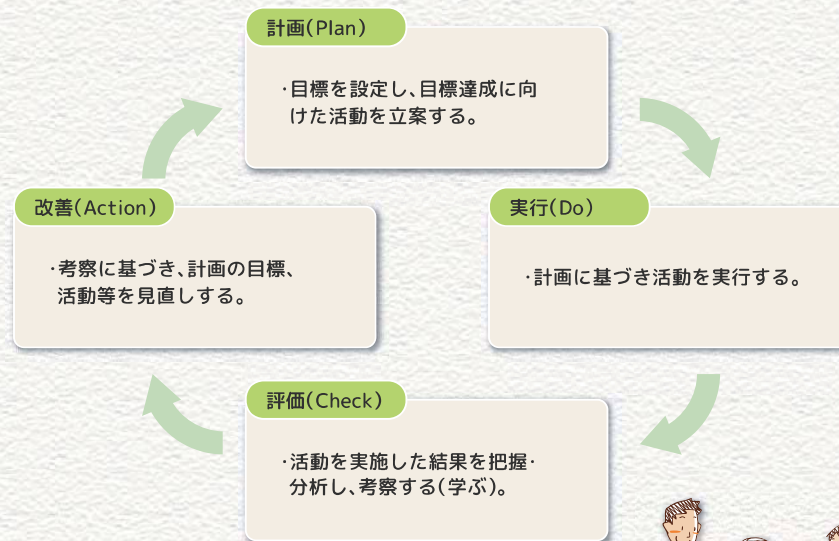 計画(Plan)
・目標を設定し、目標達成に向
けた活動を立案する。
改善(Action)
・考察に基づき、計画の目標、
活動等を見直しする。
実行(Do)
・計画に基づき活動を実行する。
評価(Check)
・活動を実施した結果を把握・
分析し、考察する(学ぶ)。